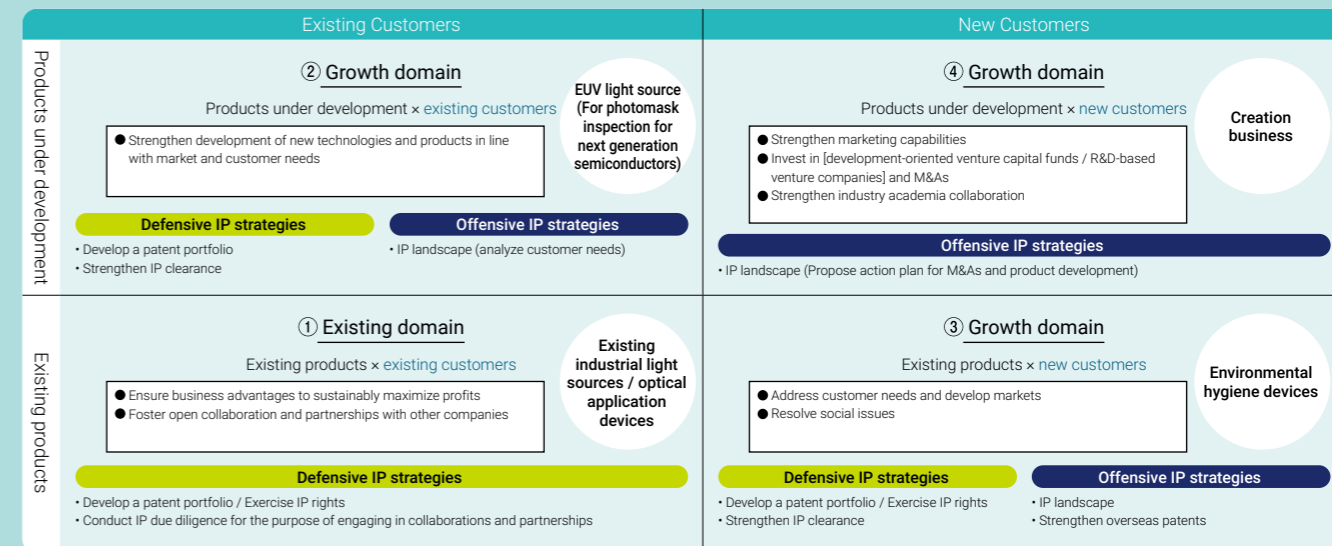 Existing Customers
New Customers
Products under development
② Growth domain
Products under development × existing customers
EUV light source
(For photomask
inspection for
next generation
semiconductors)
● Strengthen development of new technologies and products in line
with market and customer needs
Defensive IP strategies
• Develop a patent portfolio
• Strengthen IP clearance
Offensive IP strategies
• IP landscape (analyze customer needs)
④ Growth domain
Products under development × new customers
Creation
business
● Strengthen marketing capabilities
● Invest in [development-oriented venture capital funds / R&D-based
venture companies] and M&As
● Strengthen industry academia collaboration
Offensive IP strategies
• IP landscape (Propose action plan for M&As and product development)
Existing products
① Existing domain
Existing products × existing customers
Existing
industrial light
sources / optical
application
devices
● Ensure business advantages to sustainably maximize profits
● Foster open collaboration and partnerships with other companies
Defensive IP strategies
• Develop a patent portfolio / Exercise IP rights
• Conduct IP due diligence for the purpose of engaging in collaborations and partnerships
③ Growth domain
Existing products × new customers
Environmental
hygiene devices
● Address customer needs and develop markets
● Resolve social issues
Defensive IP strategies
• Develop a patent portfolio / Exercise IP rights
• Strengthen IP clearance
Offensive IP strategies
• IP landscape
• Strengthen overseas patents